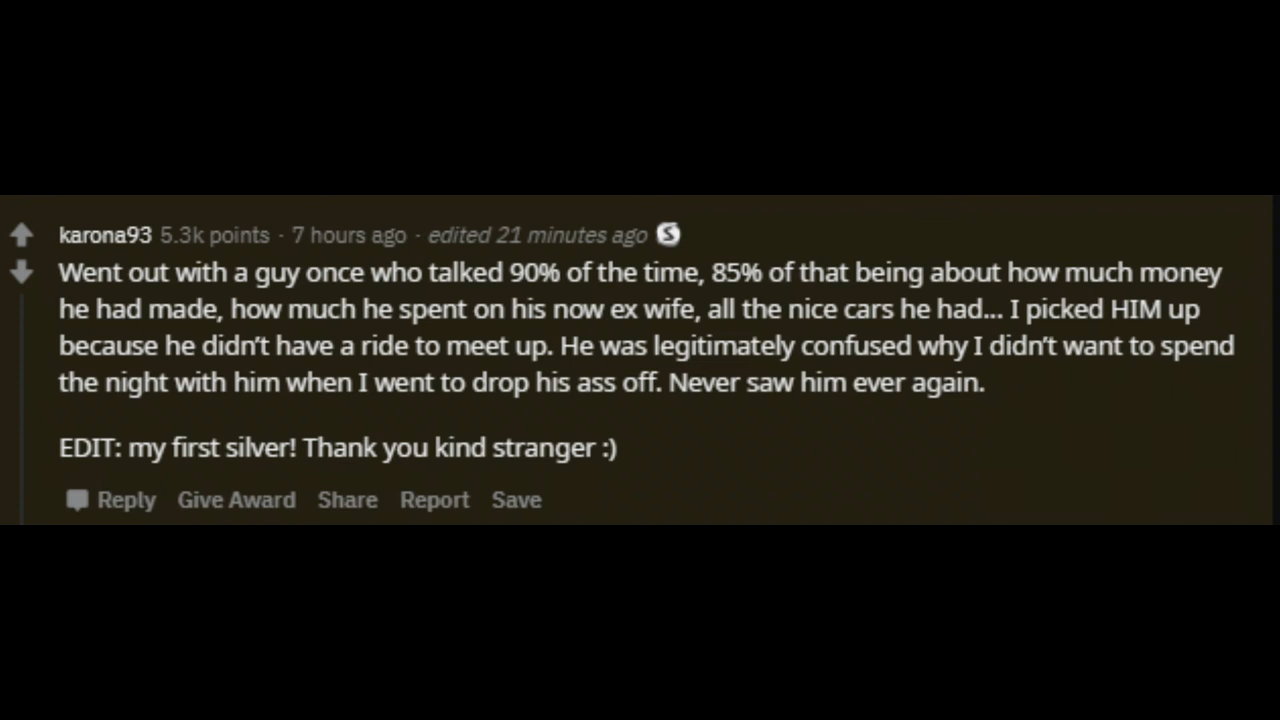 karona93 5.3k points · 7 hours ago · edited 21 minutes ago S
Went out with a guy once who talked 90% of the time, 85% of that being about how much money
he had made, how much he spent on his now ex wife, all the nice cars he had... I picked HIM up
because he didn't have a ride to meet up. He was legitimately confused why I didn't want to spend
the night with him when I went to drop his ass off. Never saw him ever again.
EDIT: my first silver! Thank you kind stranger :)
Reply Give Award Share Report Save